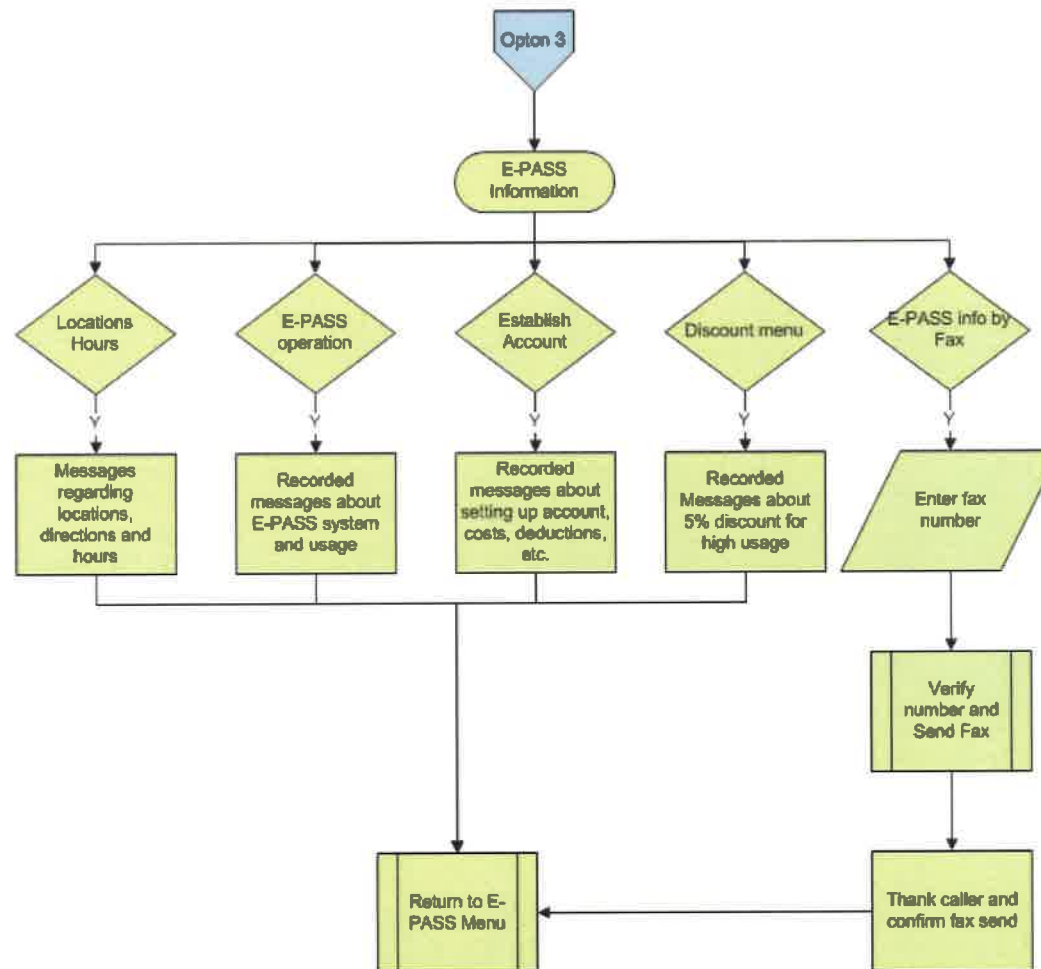 Opton 3
E-PASS
Information
Locations
Hours
E-PASS
operation
Establish
Account
Discount menu
E-PASS info by
Fax
Y
Y
Y
Y
Y
Messages
regarding
locations,
directions and
hours
Recorded
messages about
E-PASS system
and usage
Recorded
messages about
setting up account,
costs, deductions,
etc.
Recorded
Messages about
5% discount for
high usage
Enter fax
number
Verify
number and
Send Fax
Return to E-
PASS Menu
Thank caller and
confirm fax send